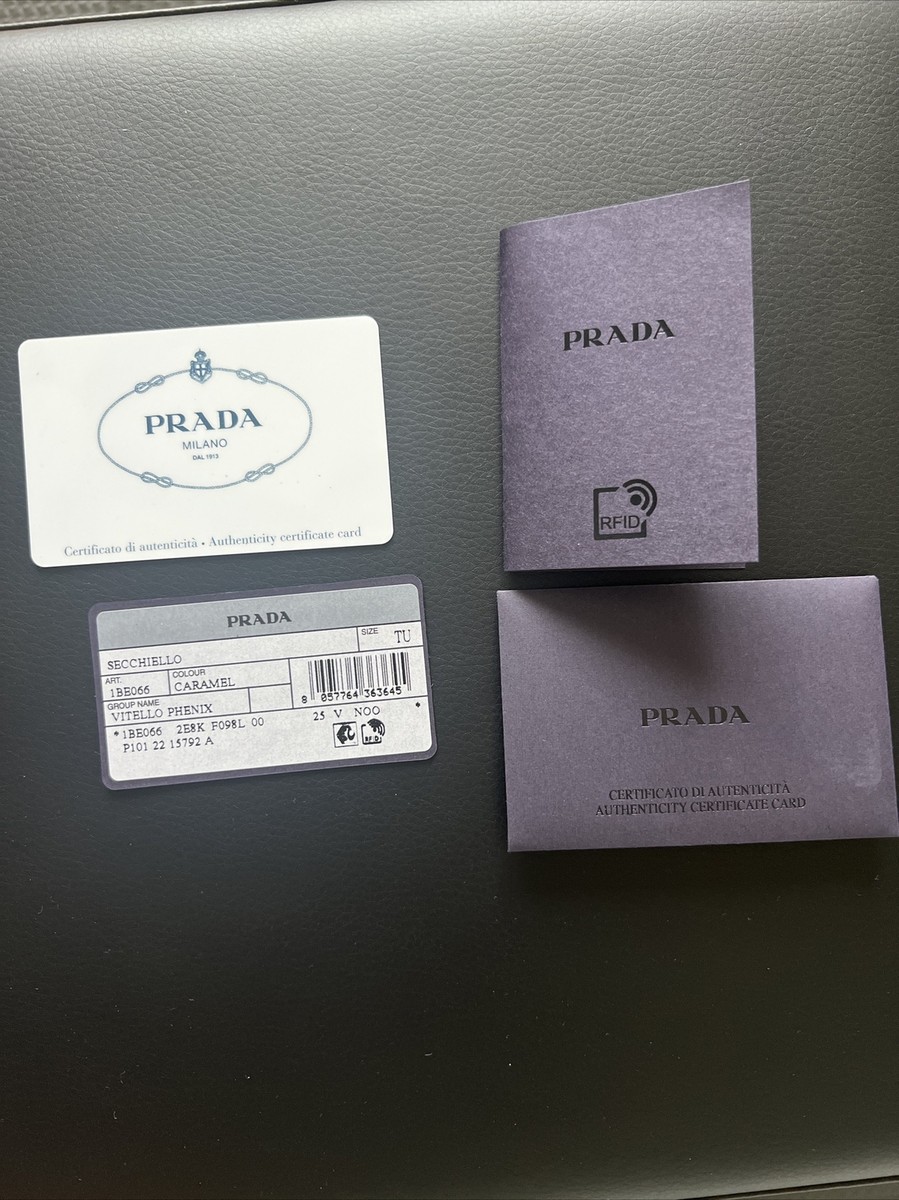 PRADA
MILANO
DAL 1913
Certificato di autenticità • Authenticity certificate card
PRADA
RFID
PRADA
SIZE TU
SECCHIELLO
ART. 1BE066
COLOUR CARAMEL
8 057764 363645
GROUP NAME
VITELLO PHENIX
25 V NOO
*1BE066 2E8K F098L 00 *
P101 22 15792 A
RFID
PRADA
CERTIFICATO DI AUTENTICITÀ
AUTHENTICITY CERTIFICATE CARD